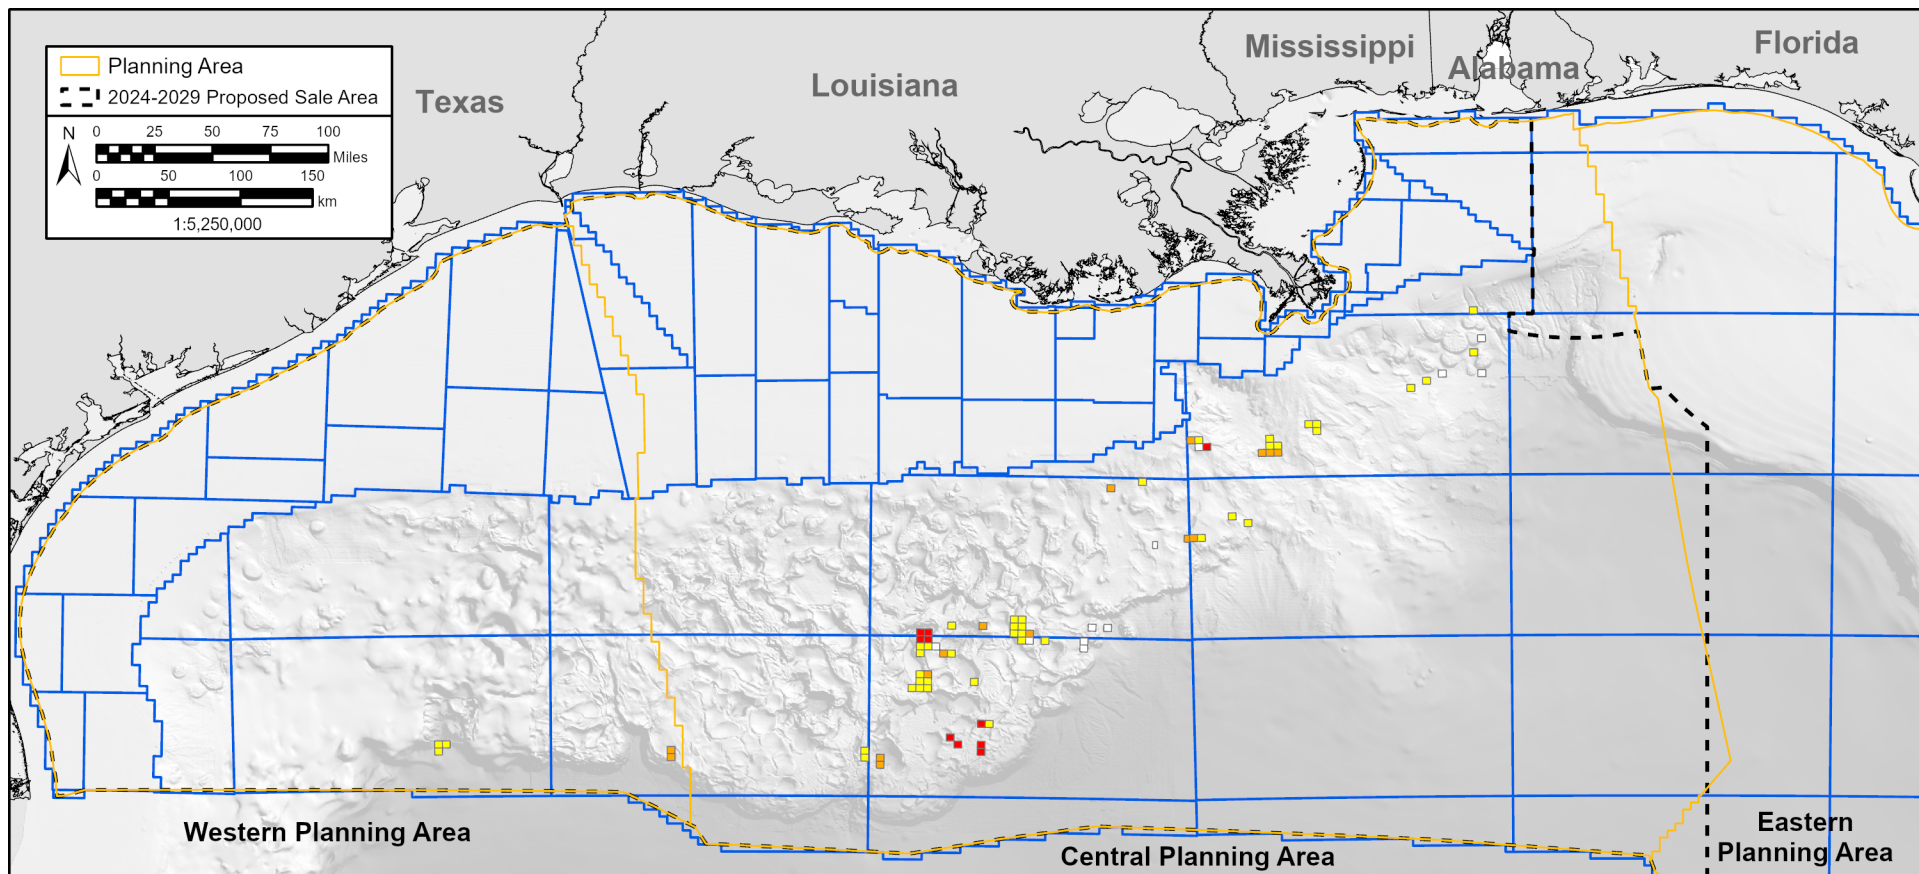 Mississippi
Florida
Alabama
Louisiana
Texas
Planning Area
2024-2029 Proposed Sale Area
N
0 25 50 75 100
Miles
0 50 100 150
km
1:5,250,000
Western Planning Area
Central Planning Area
Eastern
Planning Area